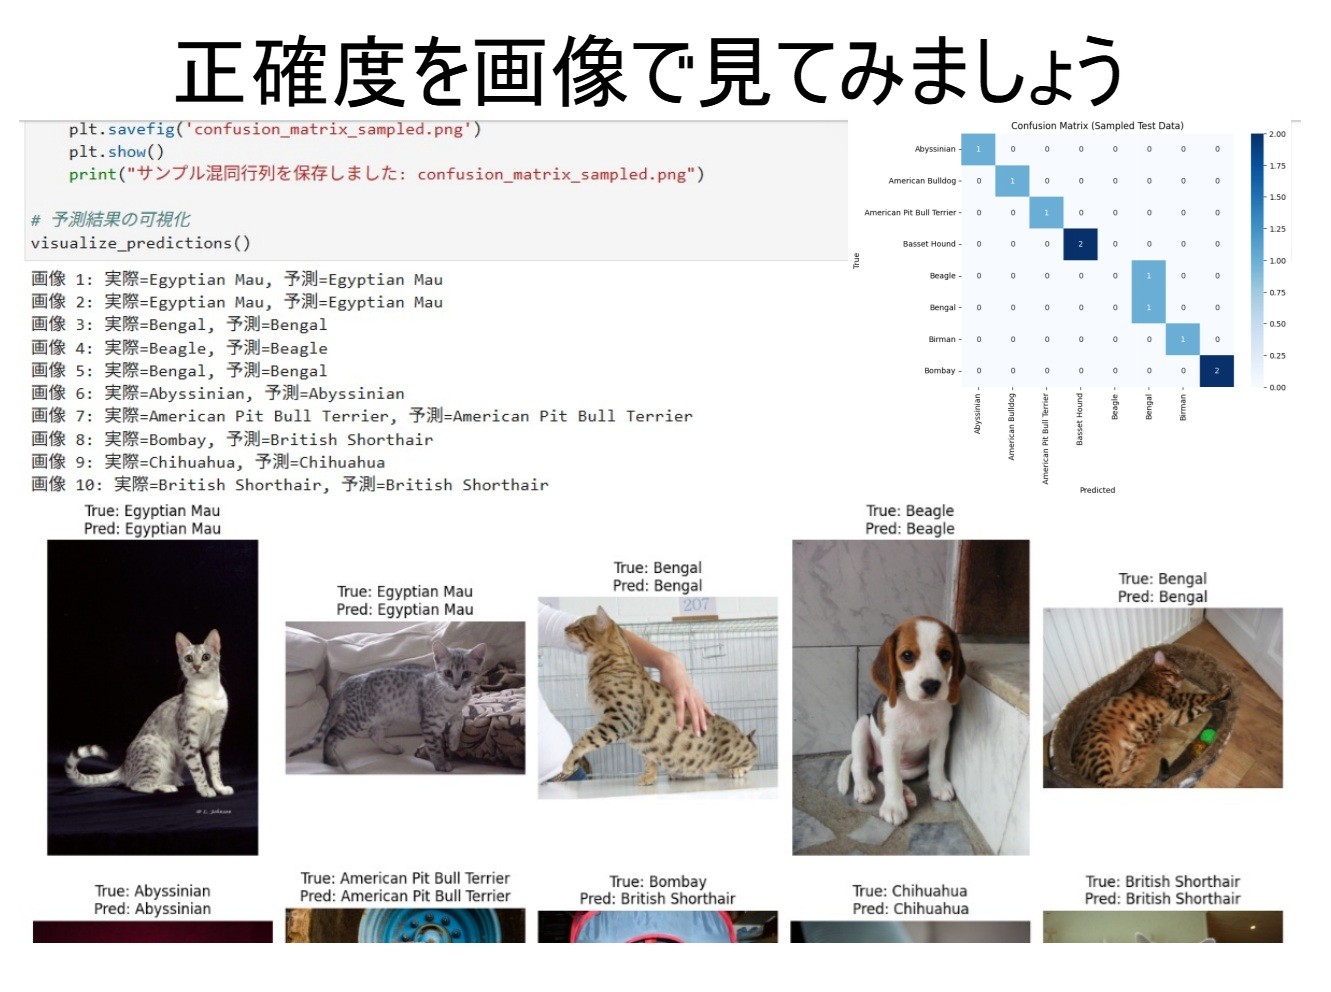 正確度を画像で見てみましょう
plt.savefig('confusion_matrix_sampled.png')
plt.show()
print("サンプル混同行列を保存しました: confusion_matrix_sampled.png")
# 予測結果の可視化
visualize_predictions()
画像 1: 実際=Egyptian Mau, 予測=Egyptian Mau
画像 2: 実際=Egyptian Mau, 予測=Egyptian Mau
画像 3: 実際=Bengal, 予測=Bengal
画像 4: 実際=Beagle, 予測=Beagle
画像 5: 実際=Bengal, 予測=Bengal
画像 6: 実際=Abyssinian, 予測=Abyssinian
画像 7: 実際=American Pit Bull Terrier, 予測=American Pit Bull Terrier
画像 8: 実際=Bombay, 予測=British Shorthair
画像 9: 実際=Chihuahua, 予測=Chihuahua
画像 10: 実際=British Shorthair, 予測=British Shorthair
Confusion Matrix (Sampled Test Data)
True
Abyssinian 1 0 0 0 0 0 0 0
American Bulldog 0 1 0 0 0 0 0 0
American Pit Bull Terrier 0 0 1 0 0 0 0 0
Basset Hound 0 0 0 2 0 0 0 0
Beagle 0 0 0 0 0 1 0 0
Bengal 0 0 0 0 0 1 0 0
Birman 0 0 0 0 0 0 1 0
Bombay 0 0 0 0 0 0 0 2
Abyssinian
American Bulldog
American Pit Bull Terrier
Basset Hound
Beagle
Bengal
Birman
Predicted
2.00
1.75
1.50
1.25
1.00
0.75
0.50
0.25
0.00
True: Egyptian Mau
Pred: Egyptian Mau
True: Egyptian Mau
Pred: Egyptian Mau
True: Bengal
Pred: Bengal
207
True: Beagle
Pred: Beagle
True: Bengal
Pred: Bengal
True: Abyssinian
Pred: Abyssinian
True: American Pit Bull Terrier
Pred: American Pit Bull Terrier
True: Bombay
Pred: British Shorthair
True: Chihuahua
Pred: Chihuahua
True: British Shorthair
Pred: British Shorthair